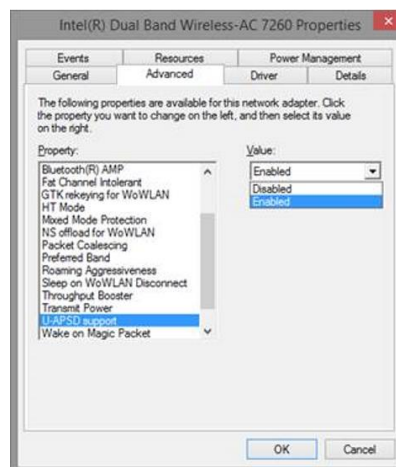 Intel(R) Dual Band Wireless-AC 7260 Properties
Events Resources Power Management
General Advanced Driver Details
The following properties are available for this network adapter. Click
the property you want to change on the left, and then select its value
on the right.
Property:
Bluetooth(R) AMP
Fat Channel Intolerant
GTK rekeying for WoWLAN
HT Mode
Mixed Mode Protection
NS offload for WoWLAN
Packet Coalescing
Preferred Band
Roaming Aggressiveness
Sleep on WoWLAN Disconnect
Throughput Booster
Transmit Power
U-APSD support
Wake on Magic Packet
Value:
Enabled
Disabled
Enabled
OK Cancel